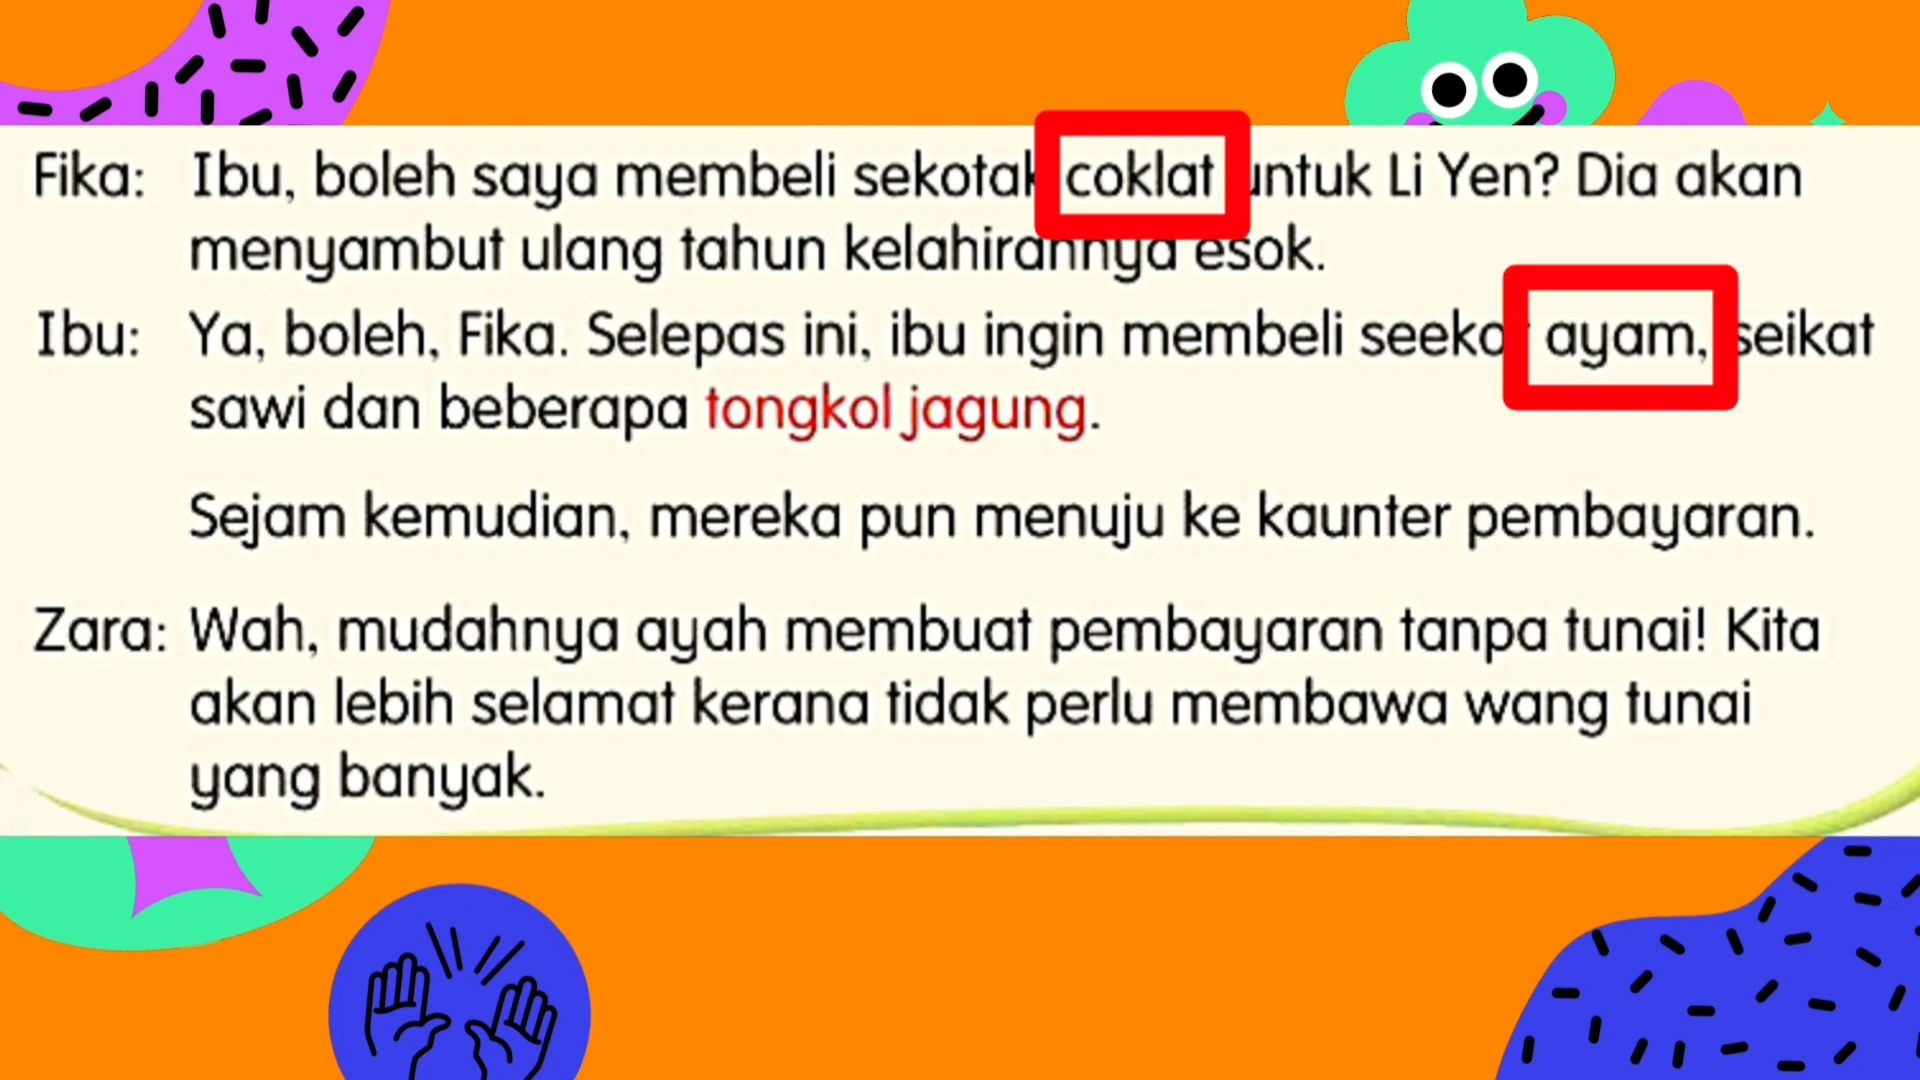 Fika: Ibu, boleh saya membeli sekotak coklat untuk Li Yen? Dia akan
menyambut ulang tahun kelahirannya esok.
Ibu: Ya, boleh, Fika. Selepas ini, ibu ingin membeli seekor ayam, seikat
sawi dan beberapa tongkol jagung.
Sejam kemudian, mereka pun menuju ke kaunter pembayaran.
Zara: Wah, mudahnya ayah membuat pembayaran tanpa tunai! Kita
akan lebih selamat kerana tidak perlu membawa wang tunai
yang banyak.